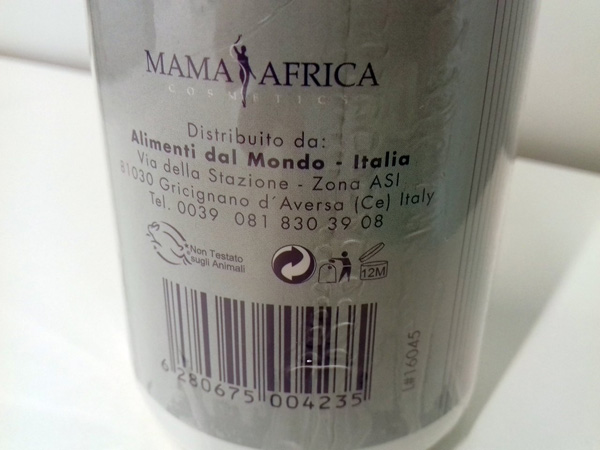 MAMA AFRICA
COSMETICS
Distribuito da:
Alimenti dal Mondo - Italia
Via della Stazione - Zona ASI
81030 Gricignano d'Aversa (Ce) Italy
Tel. 0039 081 830 39 08
Non Testato
sugli Animali
12M
6 280675 004235
L#16045